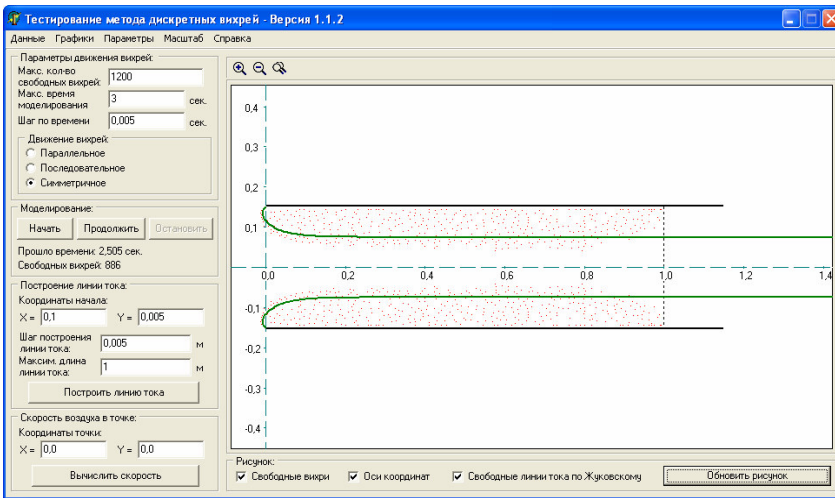 Тестирование метода дискретных вихрей - Версия 1.1.2
Данные Графики Параметры Масштаб Справка
Параметры движения вихрей:
Макс. кол-во
свободных вихрей: 1200
Макс. время
моделирования 3 сек.
Шаг по времени 0,005 сек.
Движение вихрей:
Параллельное
Последовательное
Симметричное
Моделирование:
Начать Продолжить Остановить
Прошло времени: 2,505 сек.
Свободных вихрей: 886
Построение линии тока:
Координаты начала:
X = 0,1 Y = 0,005
Шаг построения
линии тока: 0,005 м
Максим. длина
линии тока: 1 м
Построить линию тока
Скорость воздуха в точке:
Координаты точки:
X = 0,0 Y = 0,0
Вычислить скорость
0,4
0,3
0,2
0,1
0,0 0,2 0,4 0,6 0,8 1,0 1,2 1,4
-0,1
-0,2
-0,3
-0,4
Рисунок:
Свободные вихри Оси координат Свободные линии тока по Жуковскому Обновить рисунок